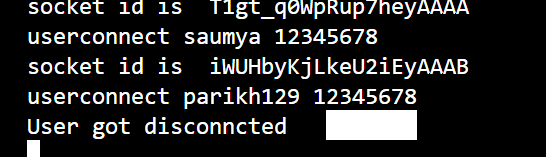 socket id is  T1gt_q0WpRup7heyAAAA
userconnect saumya 12345678
socket id is  iWUHbyKjLkeU2iEyAAAB
userconnect parikh129 12345678
User got disconncted